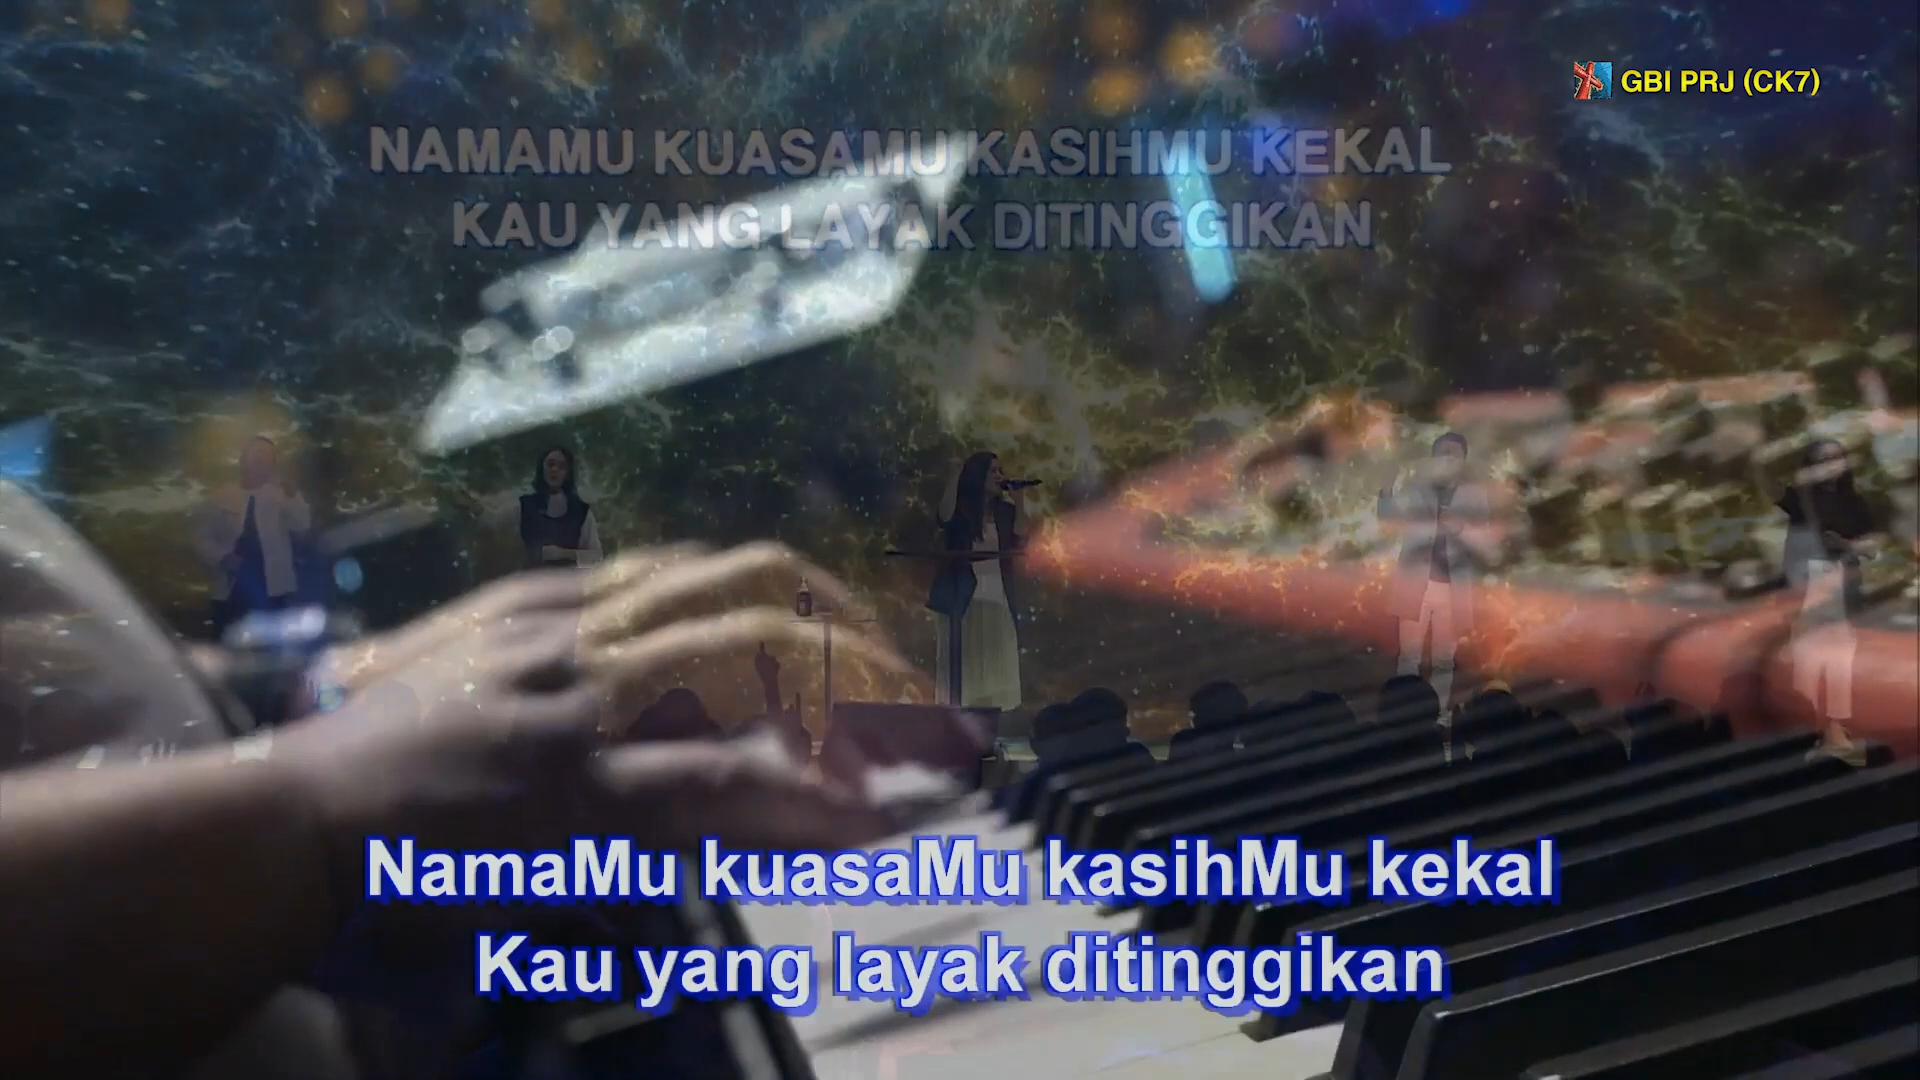 GBI PRJ (CK7)
NAMAMU KUASAMU KASIHMU KEKAL
KAU YANG LAYAK DITINGGIKAN
NamaMu kuasaMu kasihMu kekal
Kau yang layak ditinggikan